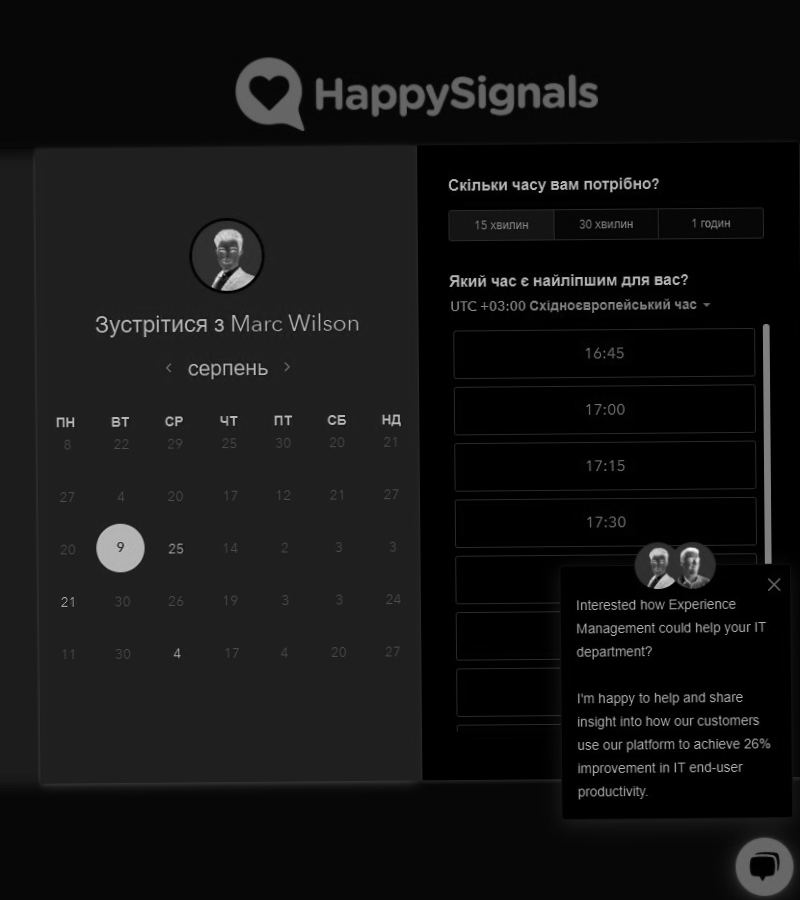 HappySignals
Зустрітися з Marc Wilson
серпень
ПН ВТ СР ЧТ ПТ СБ НД
8 22 29 25 30 20 21
27 4 20 17 12 21 27
20 9 25 14 2 3 3
21 30 26 19 3 3 24
11 30 4 17 4 20 27
Скільки часу вам потрібно?
15 хвилин 30 хвилин 1 годин
Який час є найліпшим для вас?
UTC +03:00 Східноєвропейський час
16:45
17:00
17:15
17:30
Interested how Experience
Management could help your IT
department?
I'm happy to help and share
insight into how our customers
use our platform to achieve 26%
improvement in IT end-user
productivity.